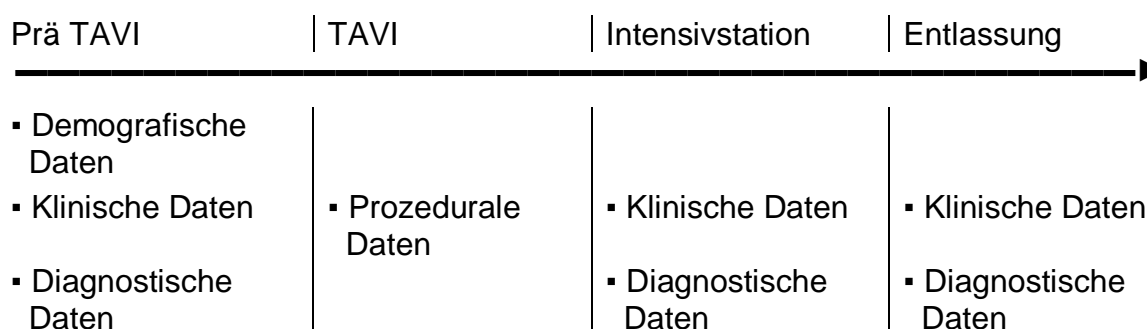 Prä TAVI TAVI Intensivstation Entlassung
▪ Demografische
Daten
▪ Klinische Daten ▪ Prozedurale ▪ Klinische Daten ▪ Klinische Daten
Daten
▪ Diagnostische ▪ Diagnostische ▪ Diagnostische
Daten Daten Daten